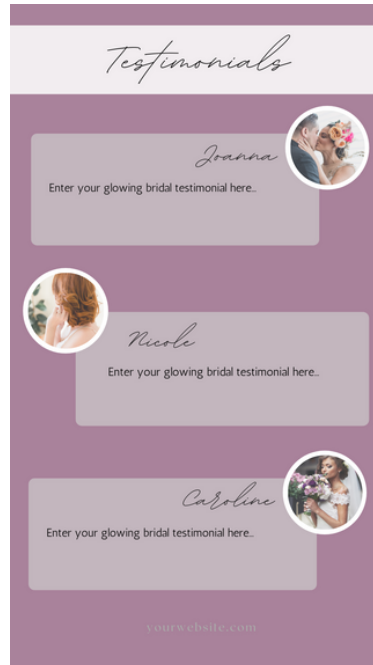 Testimonials
Joanna
Enter your glowing bridal testimonial here...
Nicole
Enter your glowing bridal testimonial here...
Caroline
Enter your glowing bridal testimonial here...
yourwebsite.com